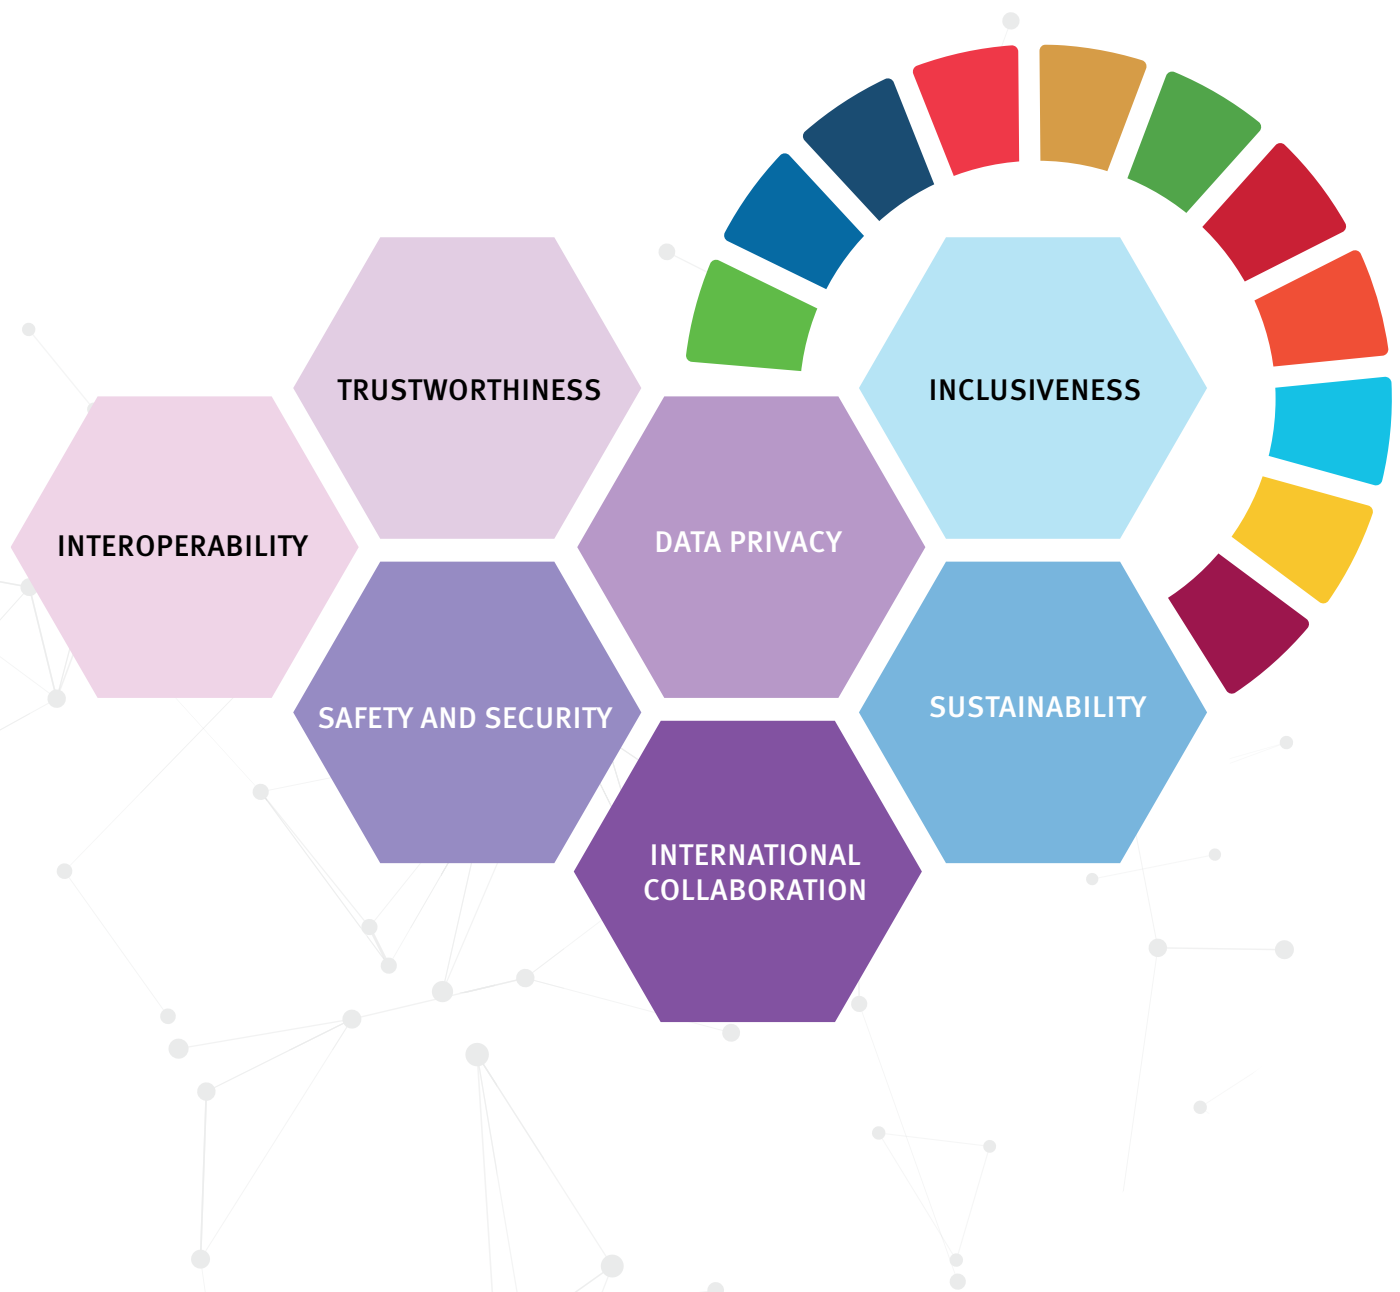 TRUSTWORTHINESS
INCLUSIVENESS
INTEROPERABILITY
DATA PRIVACY
SAFETY AND SECURITY
SUSTAINABILITY
INTERNATIONAL
COLLABORATION